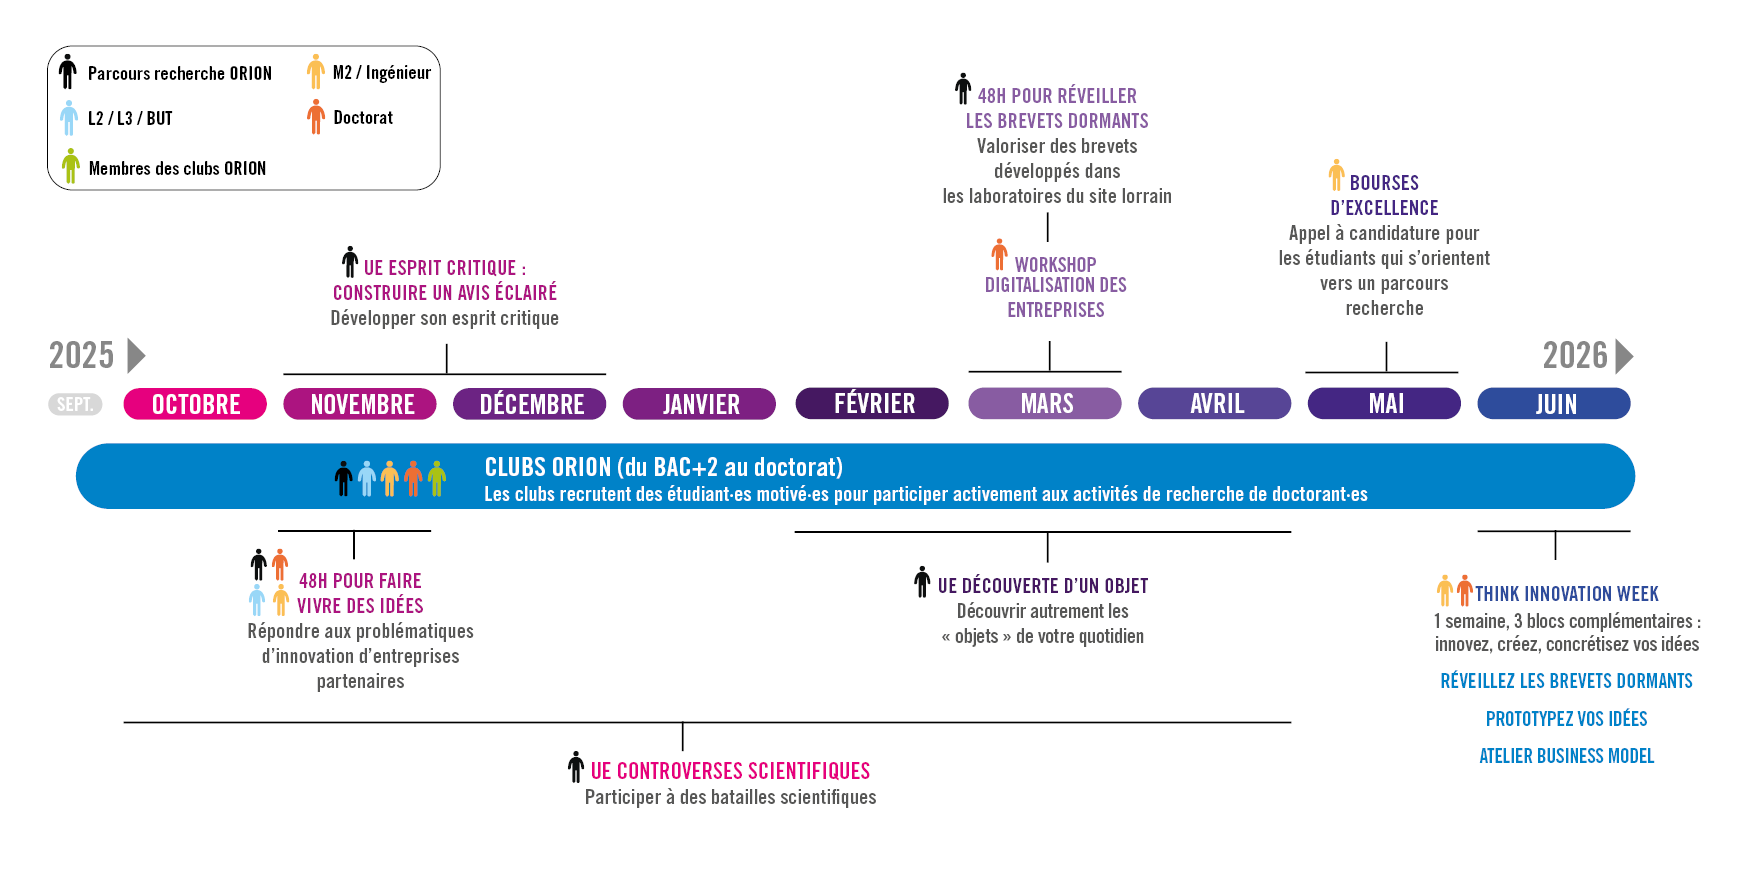 Parcours recherche ORION
M2 / Ingénieur
L2 / L3 / BUT
Doctorat
Membres des clubs ORION
48H POUR RÉVEILLER
LES BREVETS DORMANTS
Valoriser des brevets
développés dans
les laboratoires du site lorrain
BOURSES
D’EXCELLENCE
Appel à candidature pour
les étudiants qui s’orientent
vers un parcours
recherche
UE ESPRIT CRITIQUE :
CONSTRUIRE UN AVIS ÉCLAIRÉ
Développer son esprit critique
WORKSHOP
DIGITALISATION DES
ENTREPRISES
2025
2026
SEPT.
OCTOBRE
NOVEMBRE
DÉCEMBRE
JANVIER
FÉVRIER
MARS
AVRIL
MAI
JUIN
CLUBS ORION (du BAC+2 au doctorat)
Les clubs recrutent des étudiant·es motivé·es pour participer activement aux activités de recherche de doctorant·es
48H POUR FAIRE
VIVRE DES IDÉES
Répondre aux problématiques
d’innovation d’entreprises
partenaires
UE DÉCOUVERTE D’UN OBJET
Découvrir autrement les
« objets » de votre quotidien
THINK INNOVATION WEEK
1 semaine, 3 blocs complémentaires :
innovez, créez, concrétisez vos idées
RÉVEILLEZ LES BREVETS DORMANTS
PROTOTYPEZ VOS IDÉES
ATELIER BUSINESS MODEL
UE CONTROVERSES SCIENTIFIQUES
Participer à des batailles scientifiques